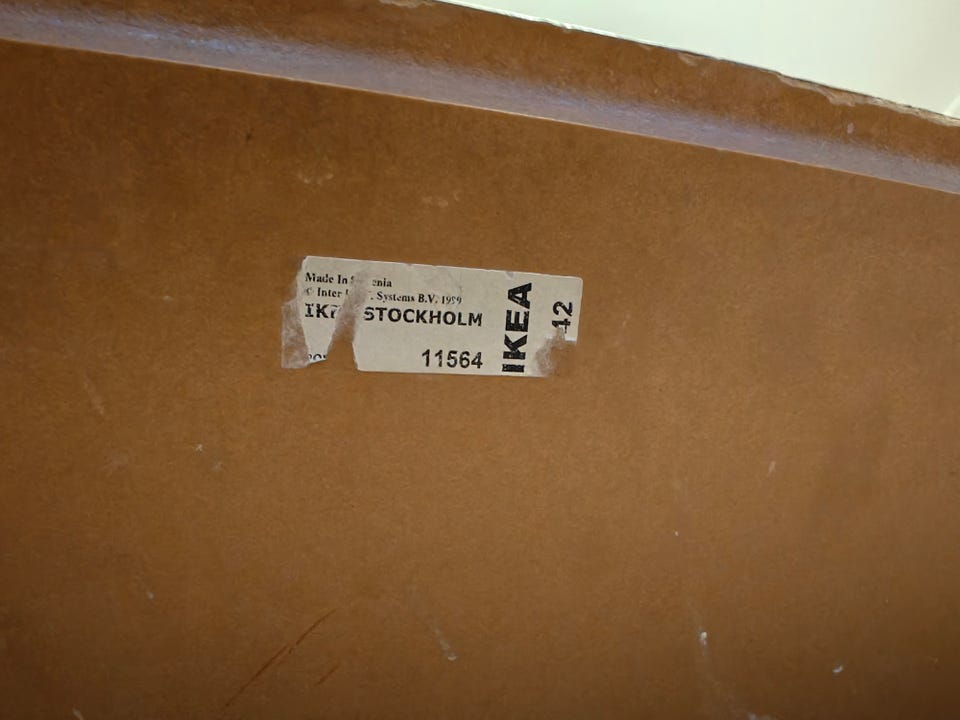 Made In
© Inter Systems B.V. 1999
STOCKHOLM
11564
IKEA
42